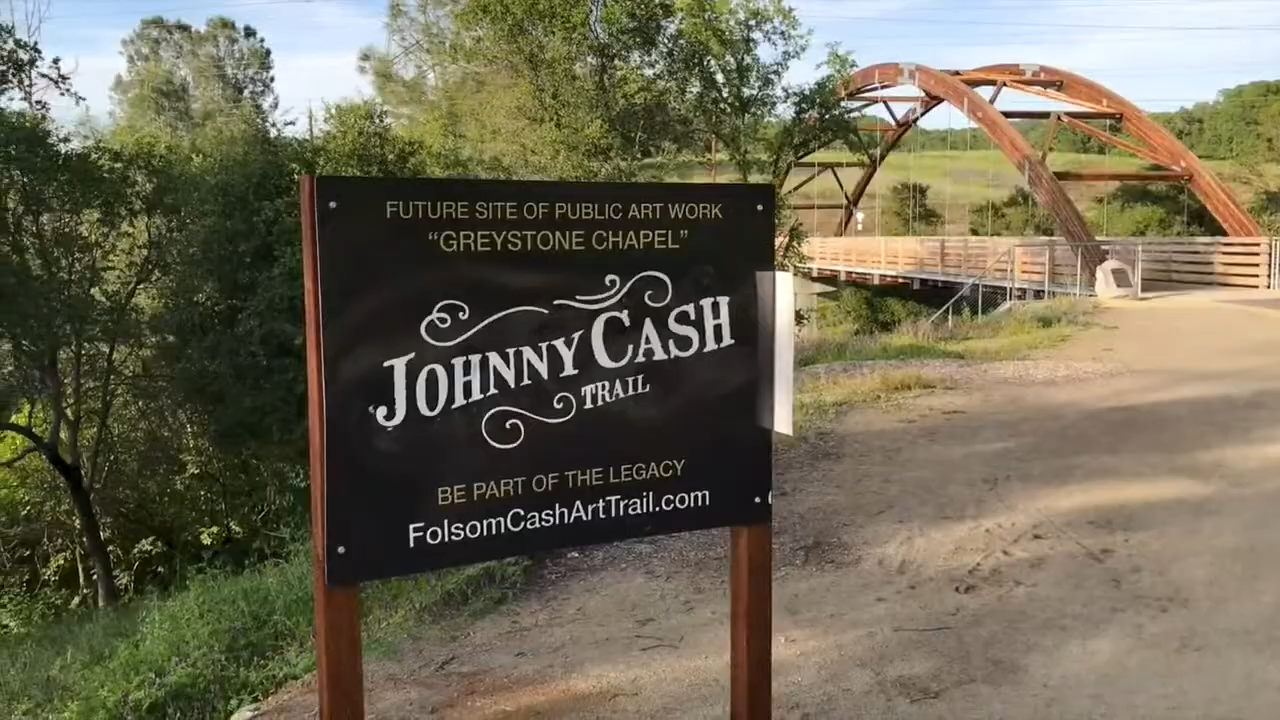 FUTURE SITE OF PUBLIC ART WORK
“GREYSTONE CHAPEL”
JOHNNY CASH
TRAIL
BE PART OF THE LEGACY
FolsomCashArtTrail.com